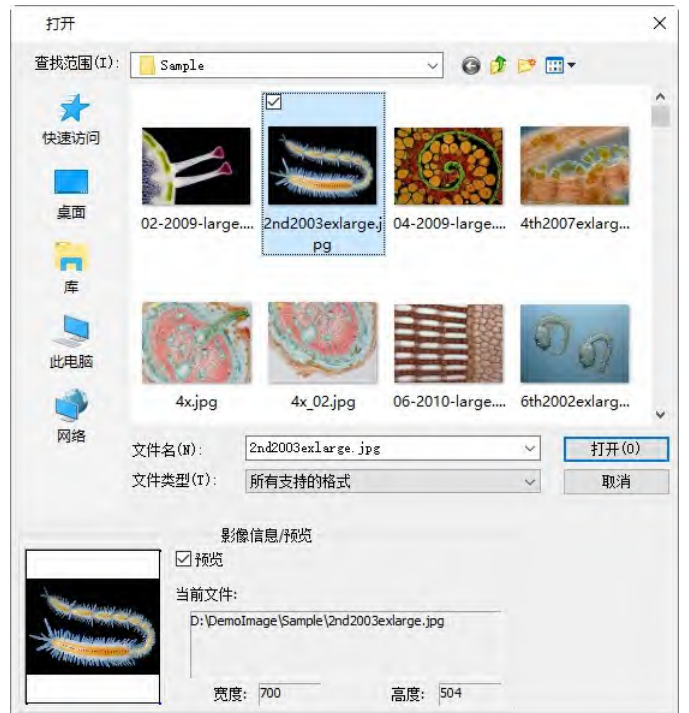 打开
查找范围(I):
Sample
快速访问
桌面
库
此电脑
网络
02-2009-large....
2nd2003exlarge.j
pg
04-2009-large....
4th2007exlarg...
4x.jpg
4x_02.jpg
06-2010-large....
6th2002exlarg...
文件名(N):
2nd2003exlarge.jpg
打开(O)
文件类型(T):
所有支持的格式
取消
影像信息/预览
预览
当前文件:
D:\DemoImage\Sample\2nd2003exlarge.jpg
宽度: 700
高度: 504